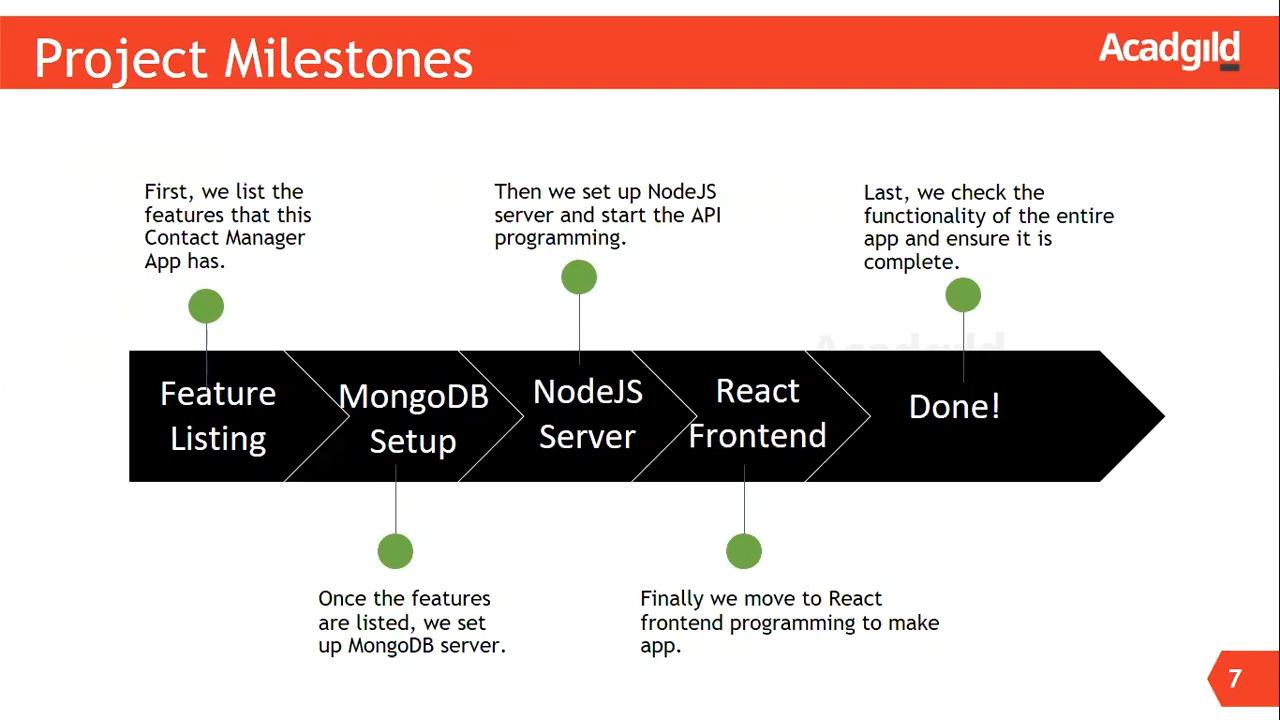 Project Milestones
Acadgild
First, we list the
features that this
Contact Manager
App has.
Then we set up NodeJS
server and start the API
programming.
Last, we check the
functionality of the entire
app and ensure it is
complete.
Acadgild
Feature
Listing
MongoDB
Setup
NodeJS
Server
React
Frontend
Done!
Once the features
are listed, we set
up MongoDB server.
Finally we move to React
frontend programming to make
app.
7